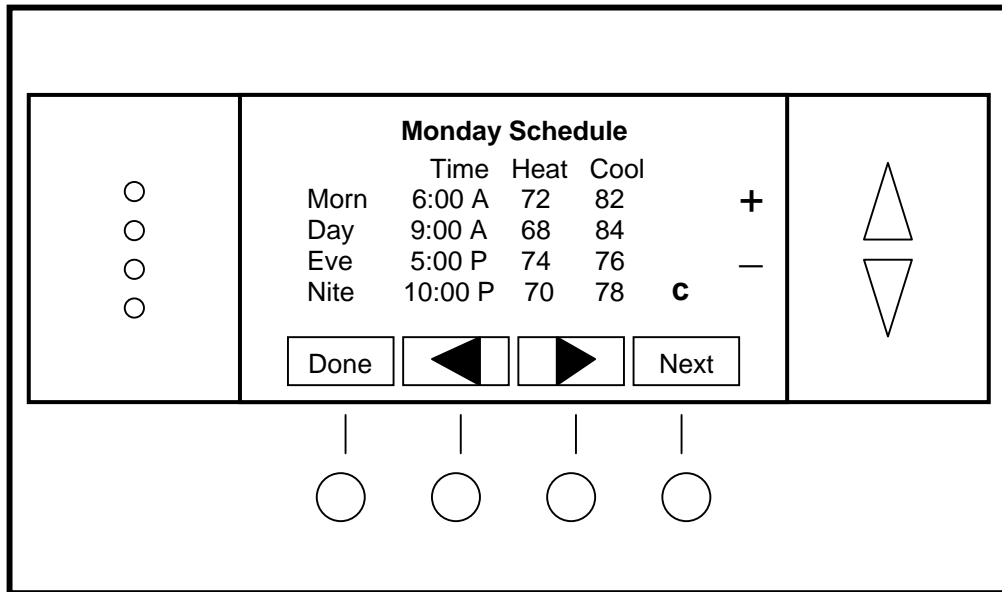 Monday Schedule
Time Heat Cool
Morn 6:00 A 72 82 +
Day 9:00 A 68 84
Eve 5:00 P 74 76 –
Nite 10:00 P 70 78 c
Done Next